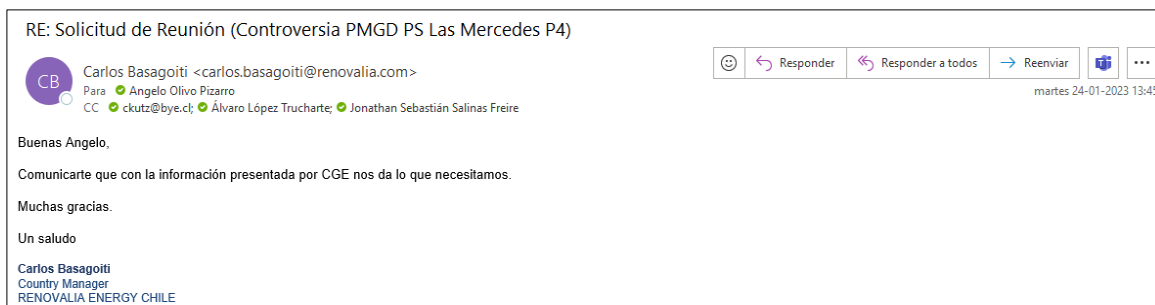 RE: Solicitud de Reunión (Controversia PMGD PS Las Mercedes P4)
CB
Carlos Basagoiti <carlos.basagoiti@renovalia.com>
Para Angelo Olivo Pizarro
CC ckutz@bye.cl; Álvaro López Trucharte; Jonathan Sebastián Salinas Freire
Responder Responder a todos Reenviar
martes 24-01-2023 13:45
Buenas Angelo,
Comunicarte que con la información presentada por CGE nos da lo que necesitamos.
Muchas gracias.
Un saludo
Carlos Basagoiti
Country Manager
RENOVALIA ENERGY CHILE